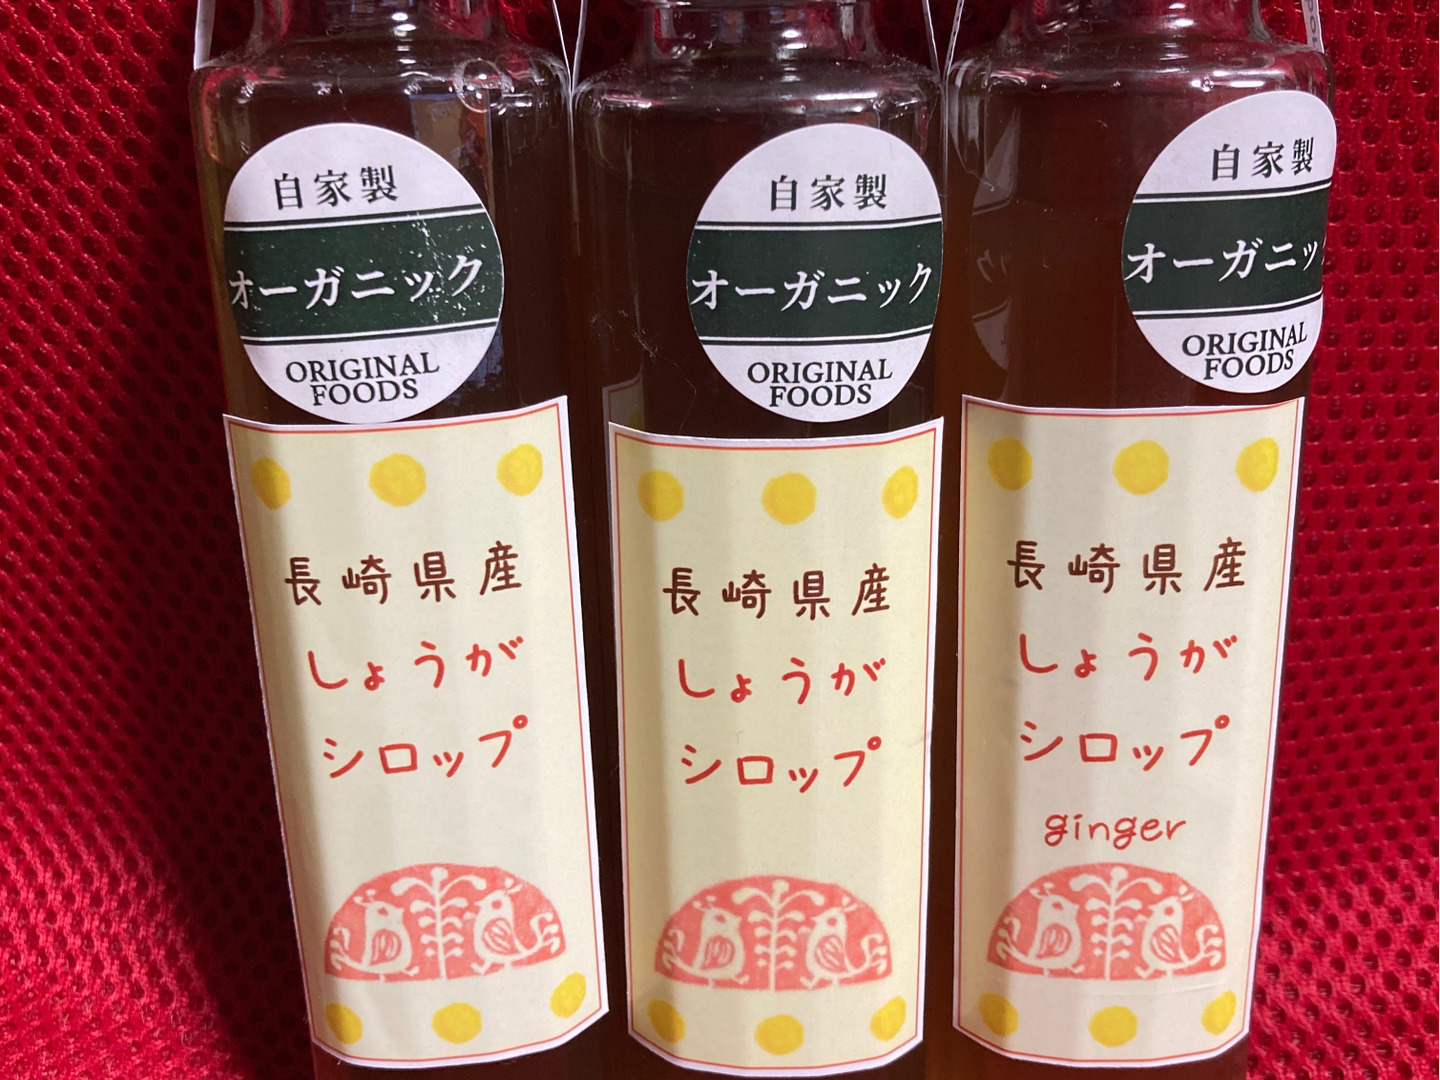 自家製
オーガニック
ORIGINAL
FOODS
長崎県産
しょうが
シロップ
自家製
オーガニック
ORIGINAL
FOODS
長崎県産
しょうが
シロップ
自家製
オーガニッ
ORIGINAL
FOODS
長崎県産
しょうが
シロップ
ginger